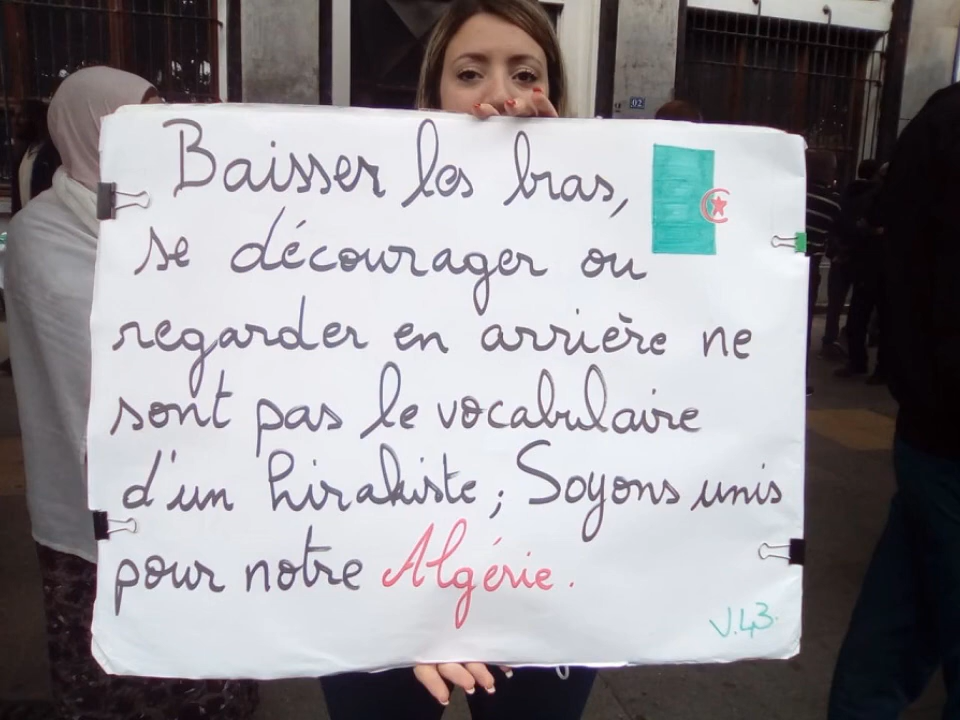 02
Baisser les bras,
se décourager ou
regarder en arrière ne
sont pas le vocabulaire
d'un hirakiste ; Soyons unis
pour notre Algérie.
V.43.